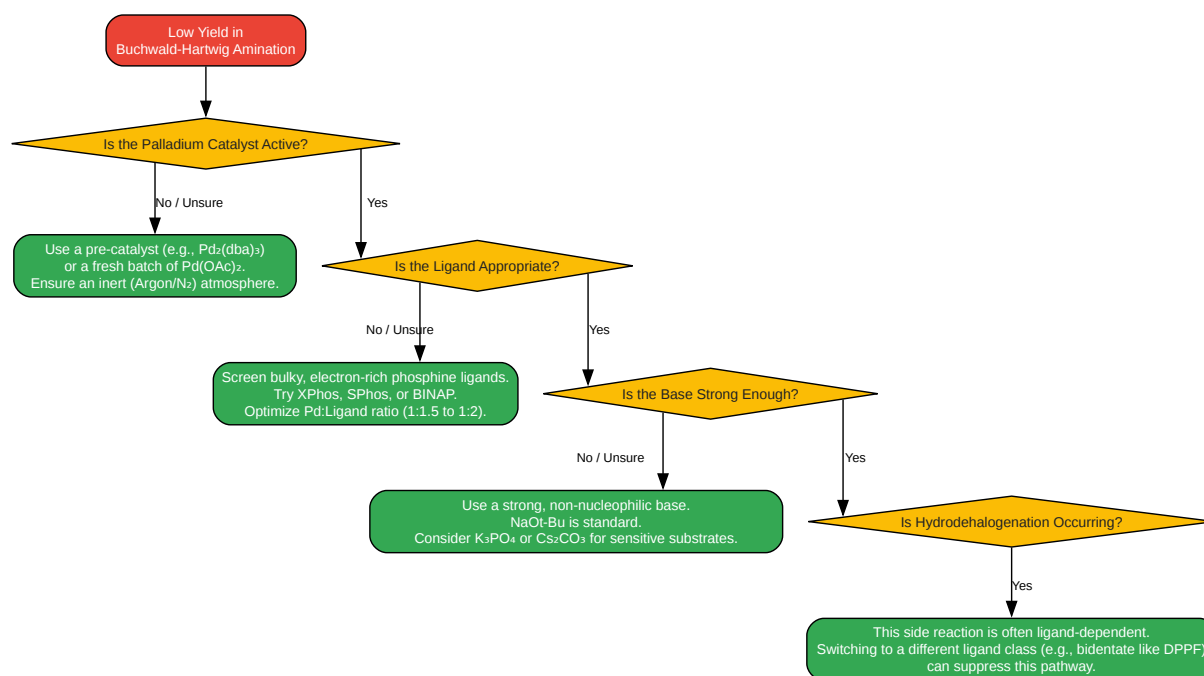 Low Yield in
Buchwald-Hartwig Amination
Is the Palladium Catalyst Active?
No / Unsure
Yes
Use a pre-catalyst (e.g., Pd₂(dba)₃)
or a fresh batch of Pd(OAc)₂.
Ensure an inert (Argon/N₂) atmosphere.
Is the Ligand Appropriate?
No / Unsure
Yes
Screen bulky, electron-rich phosphine ligands.
Try XPhos, SPhos, or BINAP.
Optimize Pd:Ligand ratio (1:1.5 to 1:2).
Is the Base Strong Enough?
No / Unsure
Yes
Use a strong, non-nucleophilic base.
NaOt-Bu is standard.
Consider K₃PO₄ or Cs₂CO₃ for sensitive substrates.
Is Hydrodehalogenation Occurring?
Yes
This side reaction is often ligand-dependent.
Switching to a different ligand class (e.g., bidentate like DPPF)
can suppress this pathway.